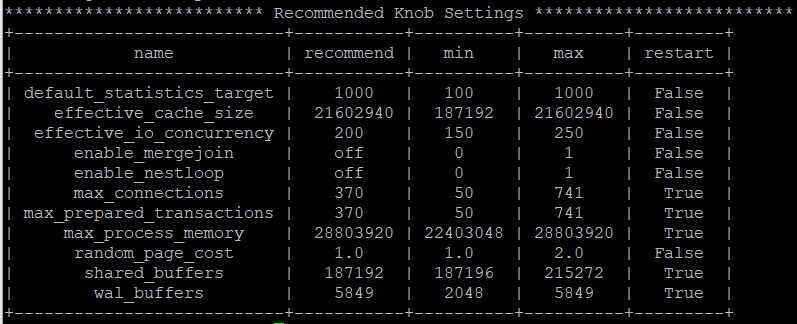 ************************** Recommended Knob Settings **************************
+---------------------------+-----------+----------+----------+---------+
| name | recommend | min | max | restart |
+---------------------------+-----------+----------+----------+---------+
| default_statistics_target | 1000 | 100 | 1000 | False |
| effective_cache_size | 21602940 | 187192 | 21602940 | False |
| effective_io_concurrency | 200 | 150 | 250 | False |
| enable_mergejoin | off | 0 | 1 | False |
| enable_nestloop | off | 0 | 1 | False |
| max_connections | 370 | 50 | 741 | True |
| max_prepared_transactions | 370 | 50 | 741 | True |
| max_process_memory | 28803920 | 22403048 | 28803920 | True |
| random_page_cost | 1.0 | 1.0 | 2.0 | False |
| shared_buffers | 187192 | 187196 | 215272 | True |
| wal_buffers | 5849 | 2048 | 5849 | True |
+---------------------------+-----------+----------+----------+---------+